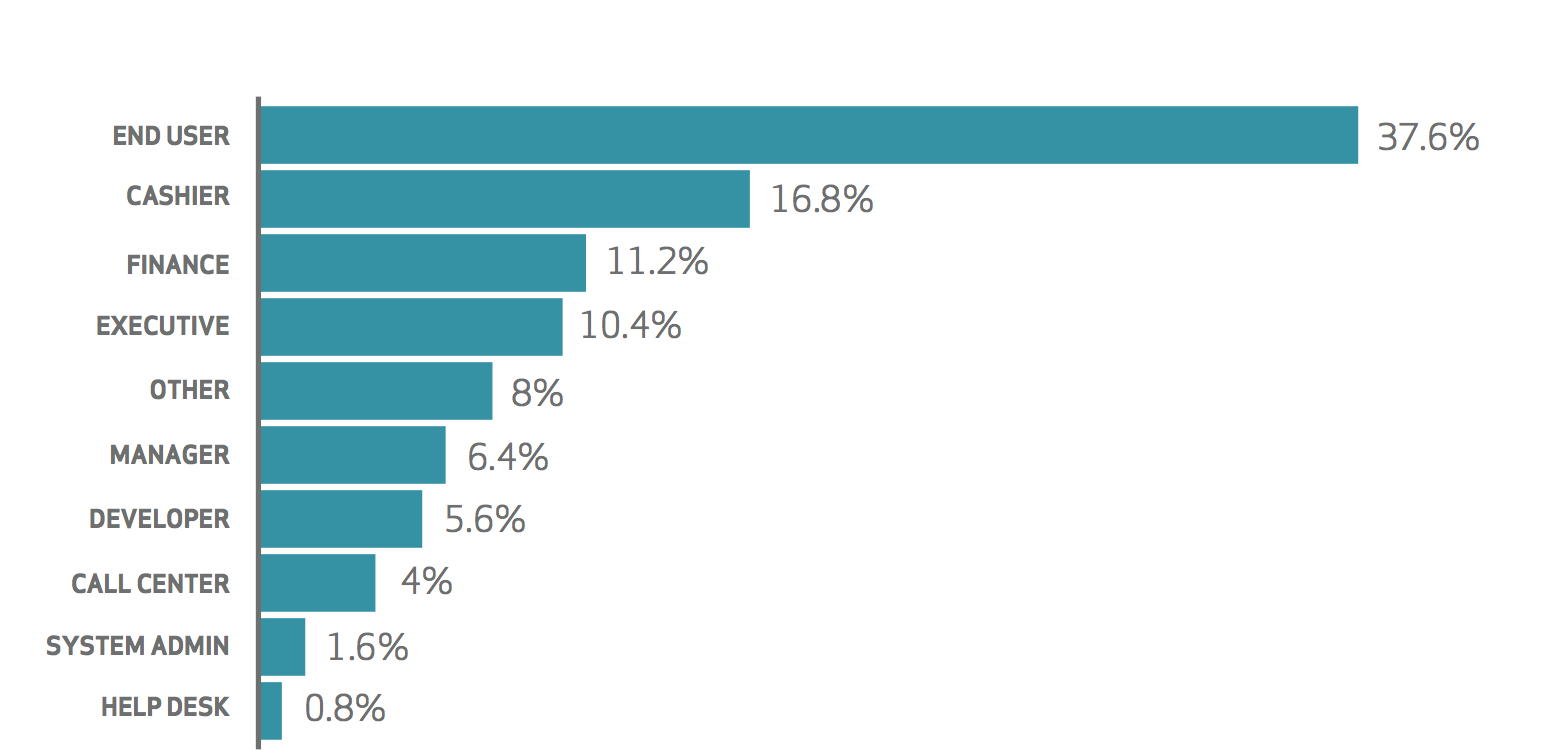 END USER 37.6%
CASHIER 16.8%
FINANCE 11.2%
EXECUTIVE 10.4%
OTHER 8%
MANAGER 6.4%
DEVELOPER 5.6%
CALL CENTER 4%
SYSTEM ADMIN 1.6%
HELP DESK 0.8%